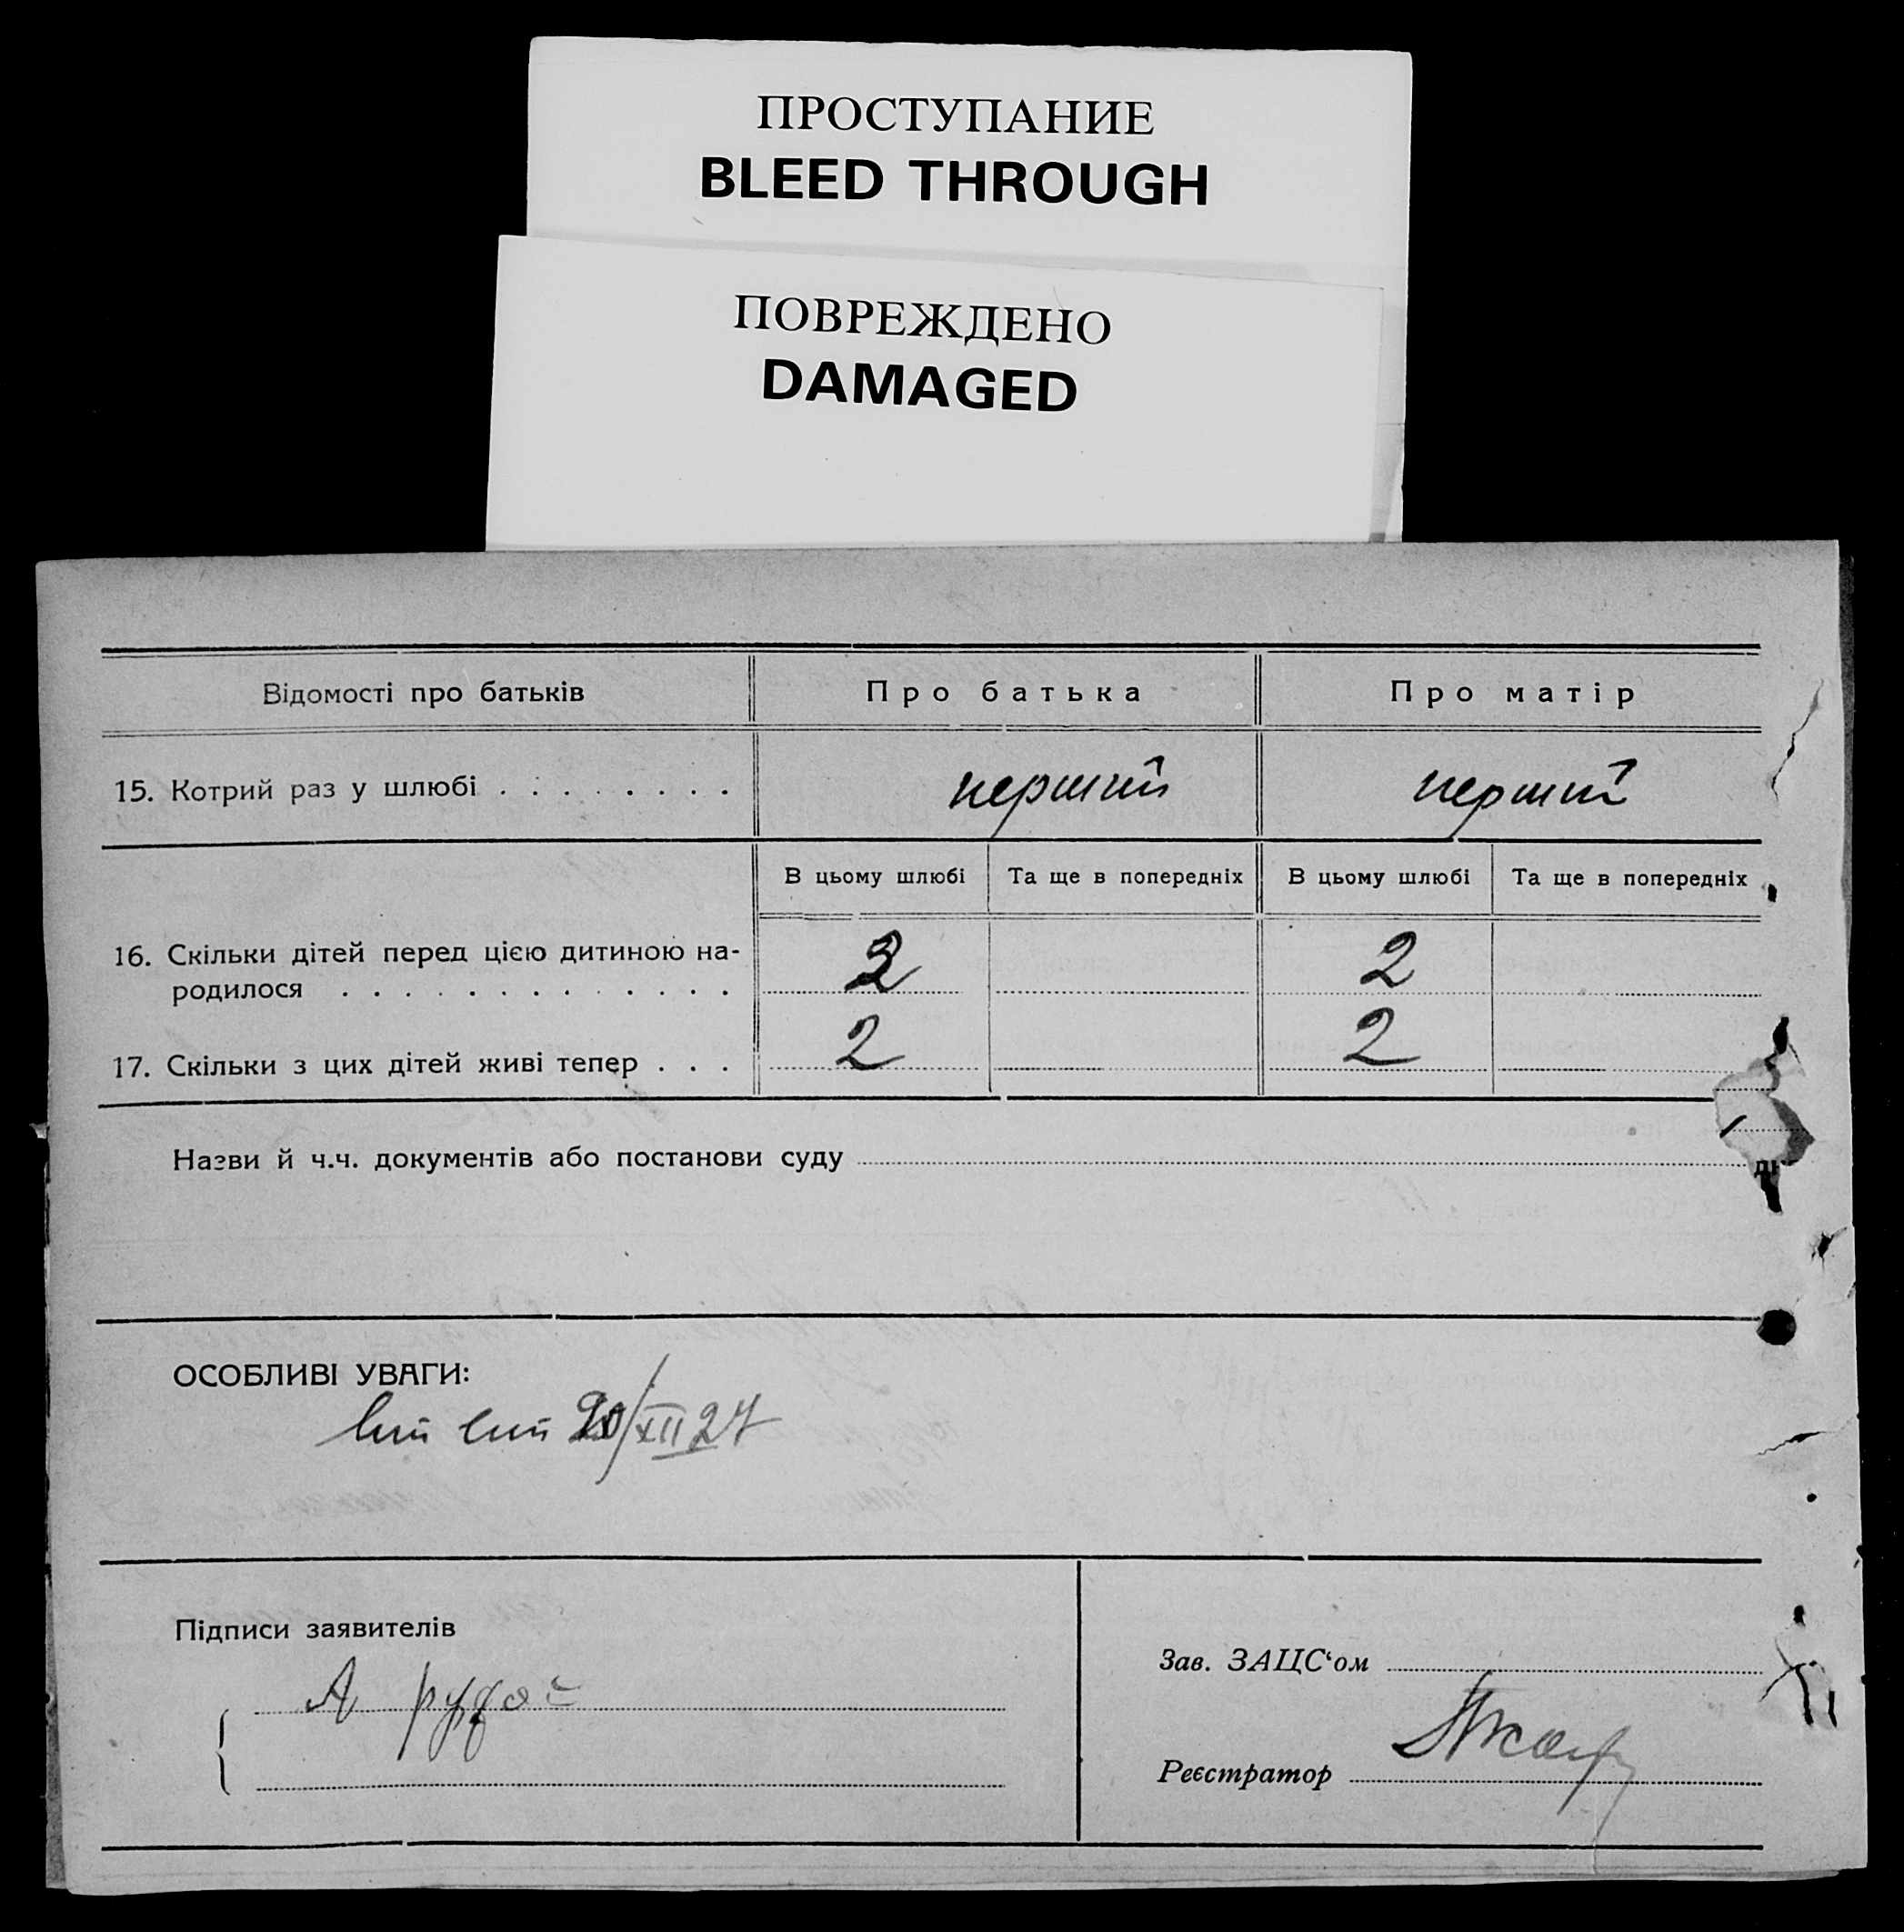 ПРОСТУПАНИЕ
BLEED THROUGH
ПОВРЕЖДЕНО
DAMAGED
Відомості про батьків Про батька Про матір
15. Котрий раз у шлюбі . . . . . . . . перший перший
В цьому шлюбі Та ще в попередніх В цьому шлюбі Та ще в попередніх
16. Скільки дітей перед цією дитиною на-
родилося . . . . . . . . . . . . . 2 2
17. Скільки з цих дітей живі тепер . . . 2 2
Назви й ч.ч. документів або постанови суду
ОСОБЛИВІ УВАГИ:
/XII 27
Підписи заявителів
Зав. ЗАЦС‘ом
А
Реєстратор